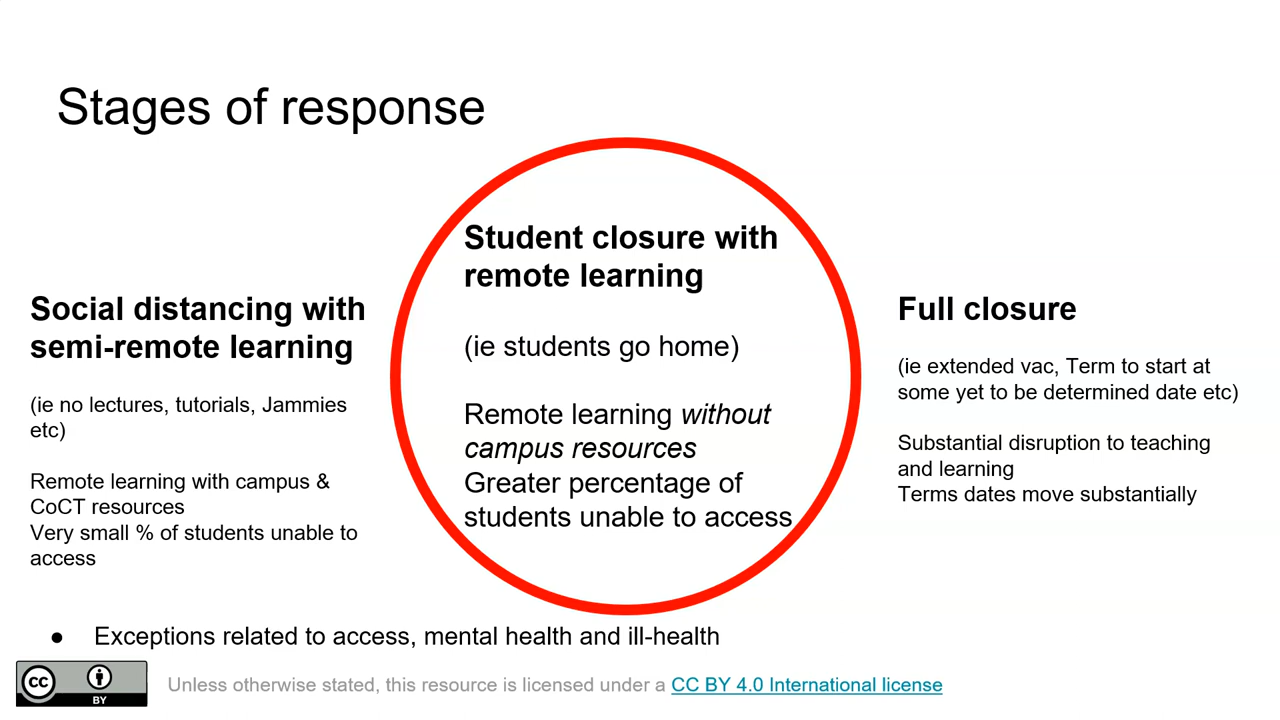 Stages of response
Social distancing with
semi-remote learning
(ie no lectures, tutorials, Jammies
etc)
Remote learning with campus &
CoCT resources
Very small % of students unable to
access
Student closure with
remote learning
(ie students go home)
Remote learning without
campus resources
Greater percentage of
students unable to access
Full closure
(ie extended vac, Term to start at
some yet to be determined date etc)
Substantial disruption to teaching
and learning
Terms dates move substantially
● Exceptions related to access, mental health and ill-health
cc
BY
Unless otherwise stated, this resource is licensed under a CC BY 4.0 International license